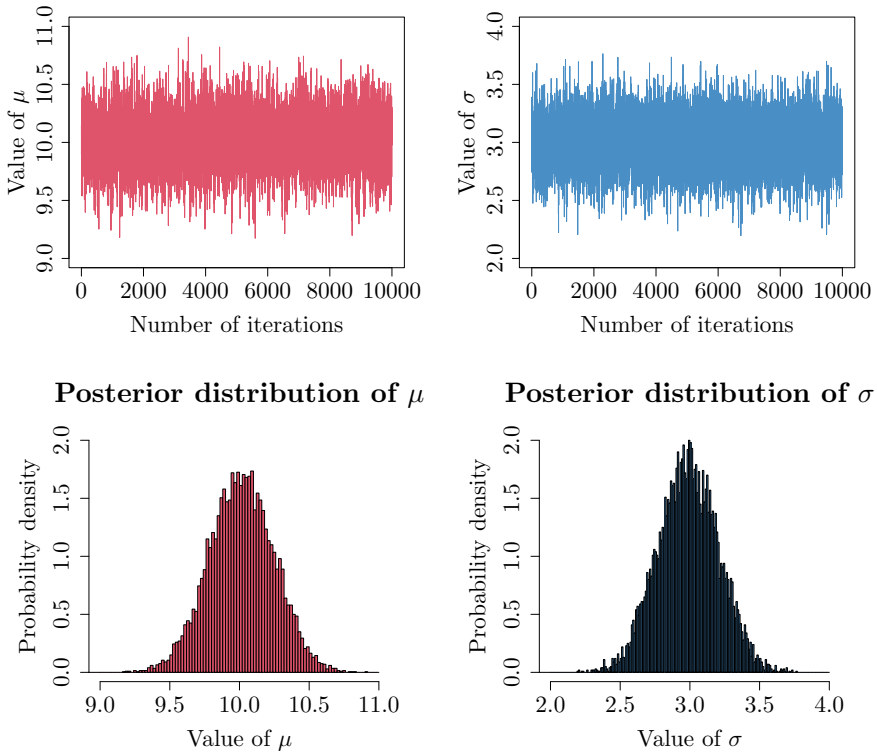 Value of μ
9.0 9.5 10.0 10.5 11.0
0 2000 4000 6000 8000 10000
Number of iterations
Value of σ
2.0 2.5 3.0 3.5 4.0
0 2000 4000 6000 8000 10000
Number of iterations
Posterior distribution of μ
Probability density
0.0 0.5 1.0 1.5 2.0
9.0 9.5 10.0 10.5 11.0
Value of μ
Posterior distribution of σ
Probability density
0.0 0.5 1.0 1.5 2.0
2.0 2.5 3.0 3.5 4.0
Value of σ